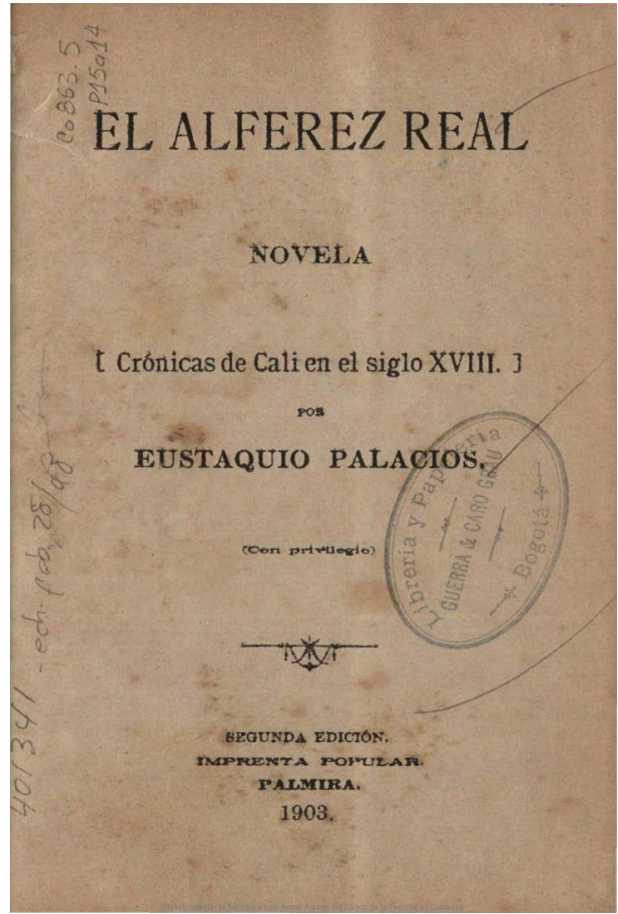 Co863.5
P15a14
EL ALFEREZ REAL
NOVELA
[ Crónicas de Cali en el siglo XVIII. ]
POR
EUSTAQUIO PALACIOS.
(Con privilegio)
Librería y Papelería
GUERRA & CARO GRAU
Bogotá
401341
SEGUNDA EDICIÓN.
IMPRENTA POPULAR.
PALMIRA.
1903.